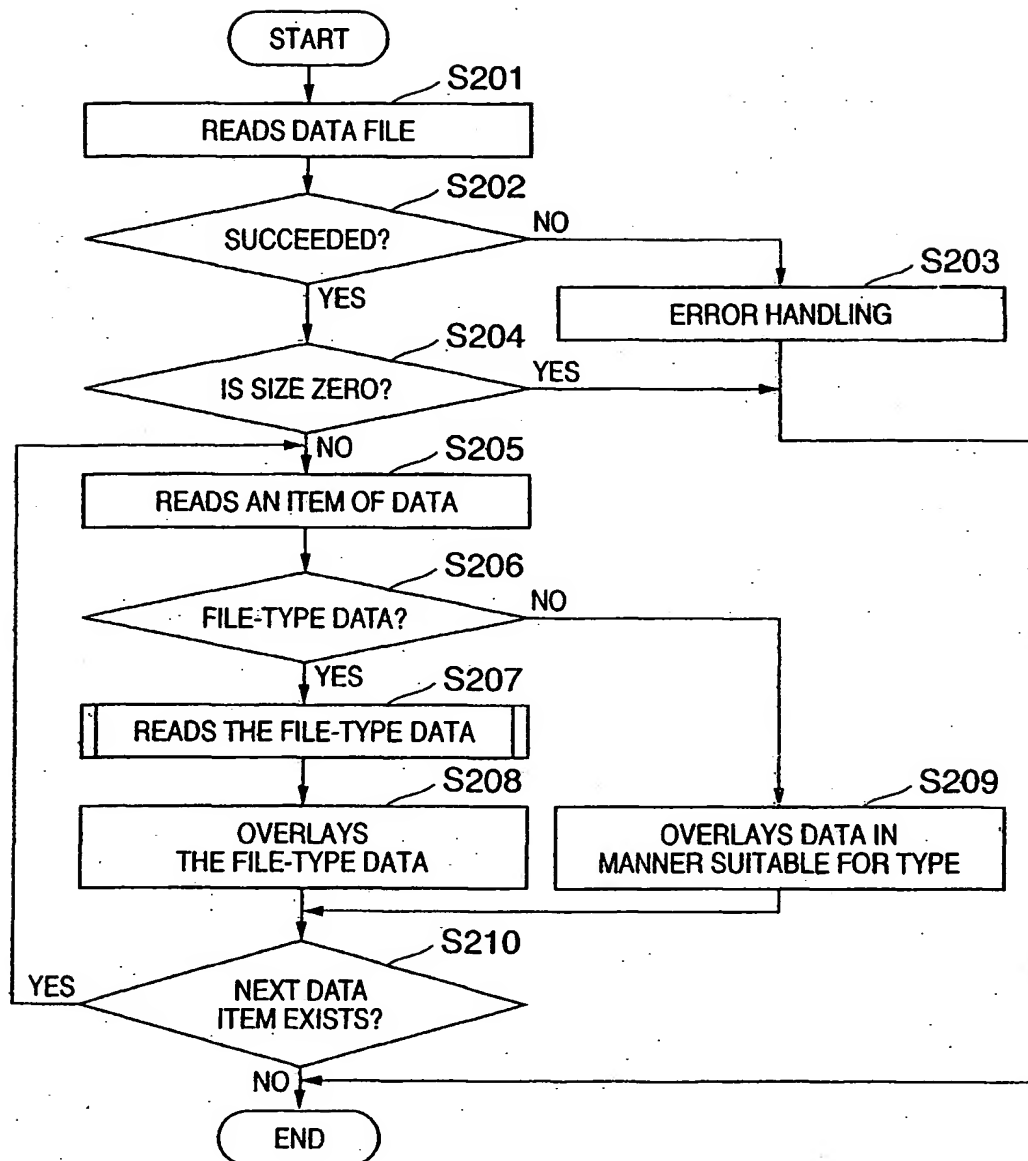 START
S201
READS DATA FILE
S202
SUCCEEDED?
NO
S203
YES
ERROR HANDLING
S204
IS SIZE ZERO?
YES
NO
S205
READS AN ITEM OF DATA
S206
FILE-TYPE DATA?
NO
YES
S207
READS THE FILE-TYPE DATA
S208
S209
OVERLAYS
THE FILE-TYPE DATA
OVERLAYS DATA IN
MANNER SUITABLE FOR TYPE
S210
YES
NEXT DATA
ITEM EXISTS?
NO
END